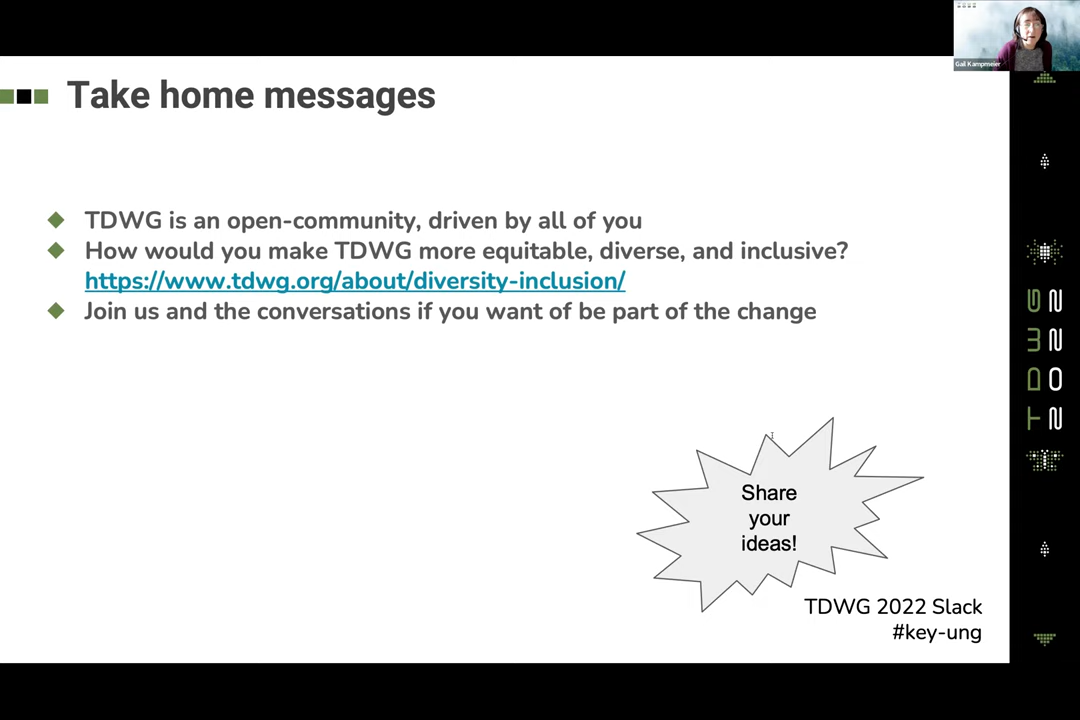 Gail Kampmeier
Take home messages
TDWG is an open-community, driven by all of you
How would you make TDWG more equitable, diverse, and inclusive?
https://www.tdwg.org/about/diversity-inclusion/
Join us and the conversations if you want of be part of the change
Share
your
ideas!
TDWG 2022 Slack
#key-ung
TDWG
2022